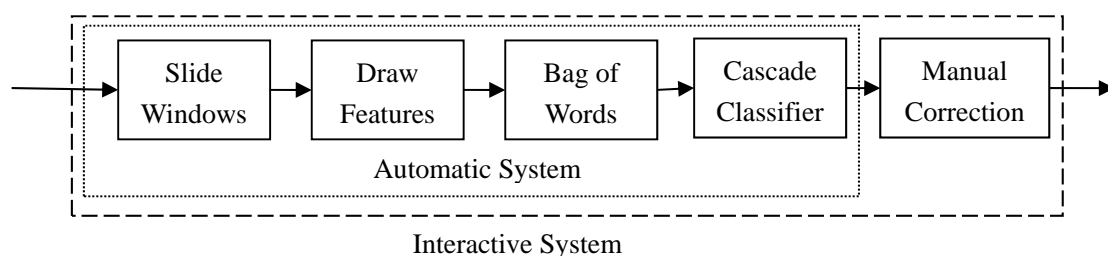 Slide
Windows
Draw
Features
Bag of
Words
Cascade
Classifier
Manual
Correction
Automatic System
Interactive System